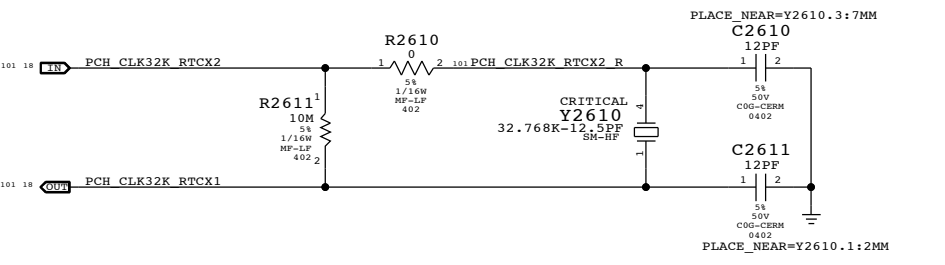 PLACE_NEAR=Y2610.3:7MM
C2610
12PF
1 2
5%
50V
C0G-CERM
0402
R2610
0
1 2
5%
1/16W
MF-LF
402
101 18 IN PCH_CLK32K_RTCX2
101 PCH_CLK32K_RTCX2_R
R2611
1
10M
5%
1/16W
MF-LF
402
2
CRITICAL
Y2610
32.768K-12.5PF
SM-HF
4
1
C2611
12PF
1 2
5%
50V
C0G-CERM
0402
101 18 OUT PCH_CLK32K_RTCX1
PLACE_NEAR=Y2610.1:2MM